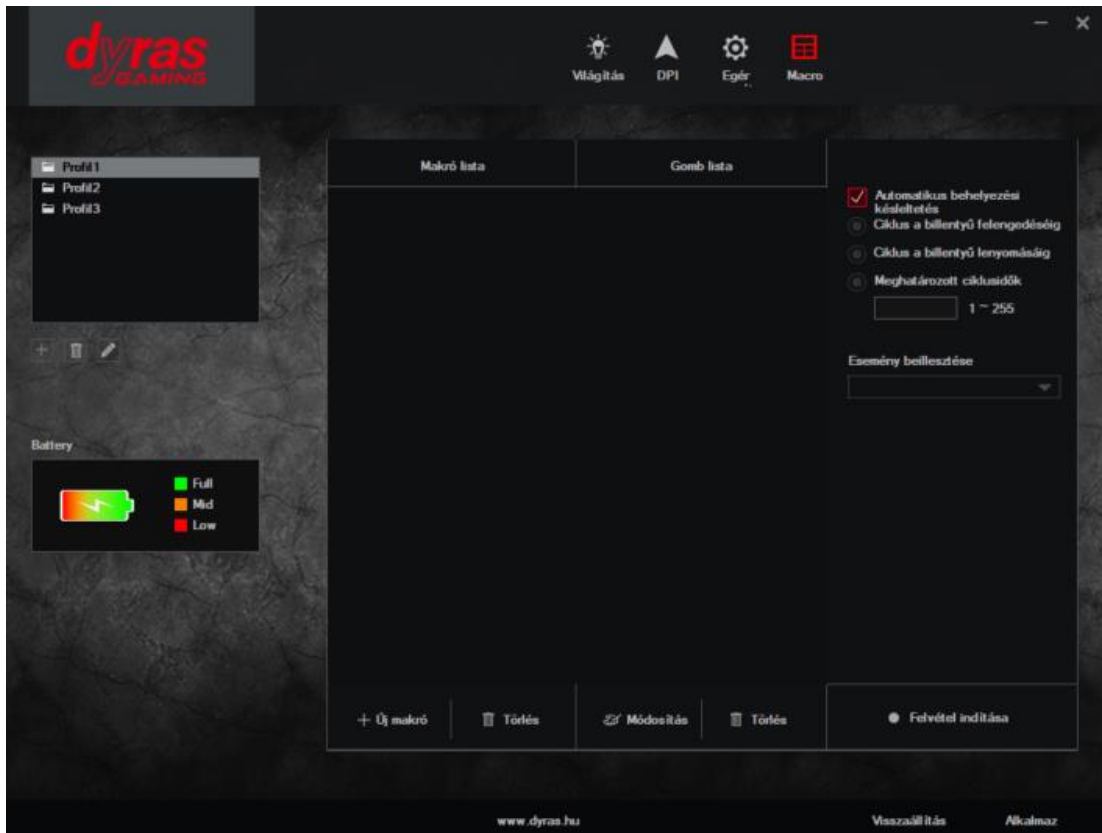 dyras
GAMING
Világítás
DPI
Egér
Macro
Profil1
Profil2
Profil3
Battery
Full
Mid
Low
Makró lista
Gomb lista
Automatikus behelyezési
késleltetés
Ciklus a billentyű felengedéséig
Ciklus a billentyű lenyomásáig
Meghatározott ciklusidők
1 ~ 255
Esemény beillesztése
Új makró
Törlés
Módosítás
Törlés
Felvétel indítása
www.dyras.hu
Visszaállítás
Alkalmaz